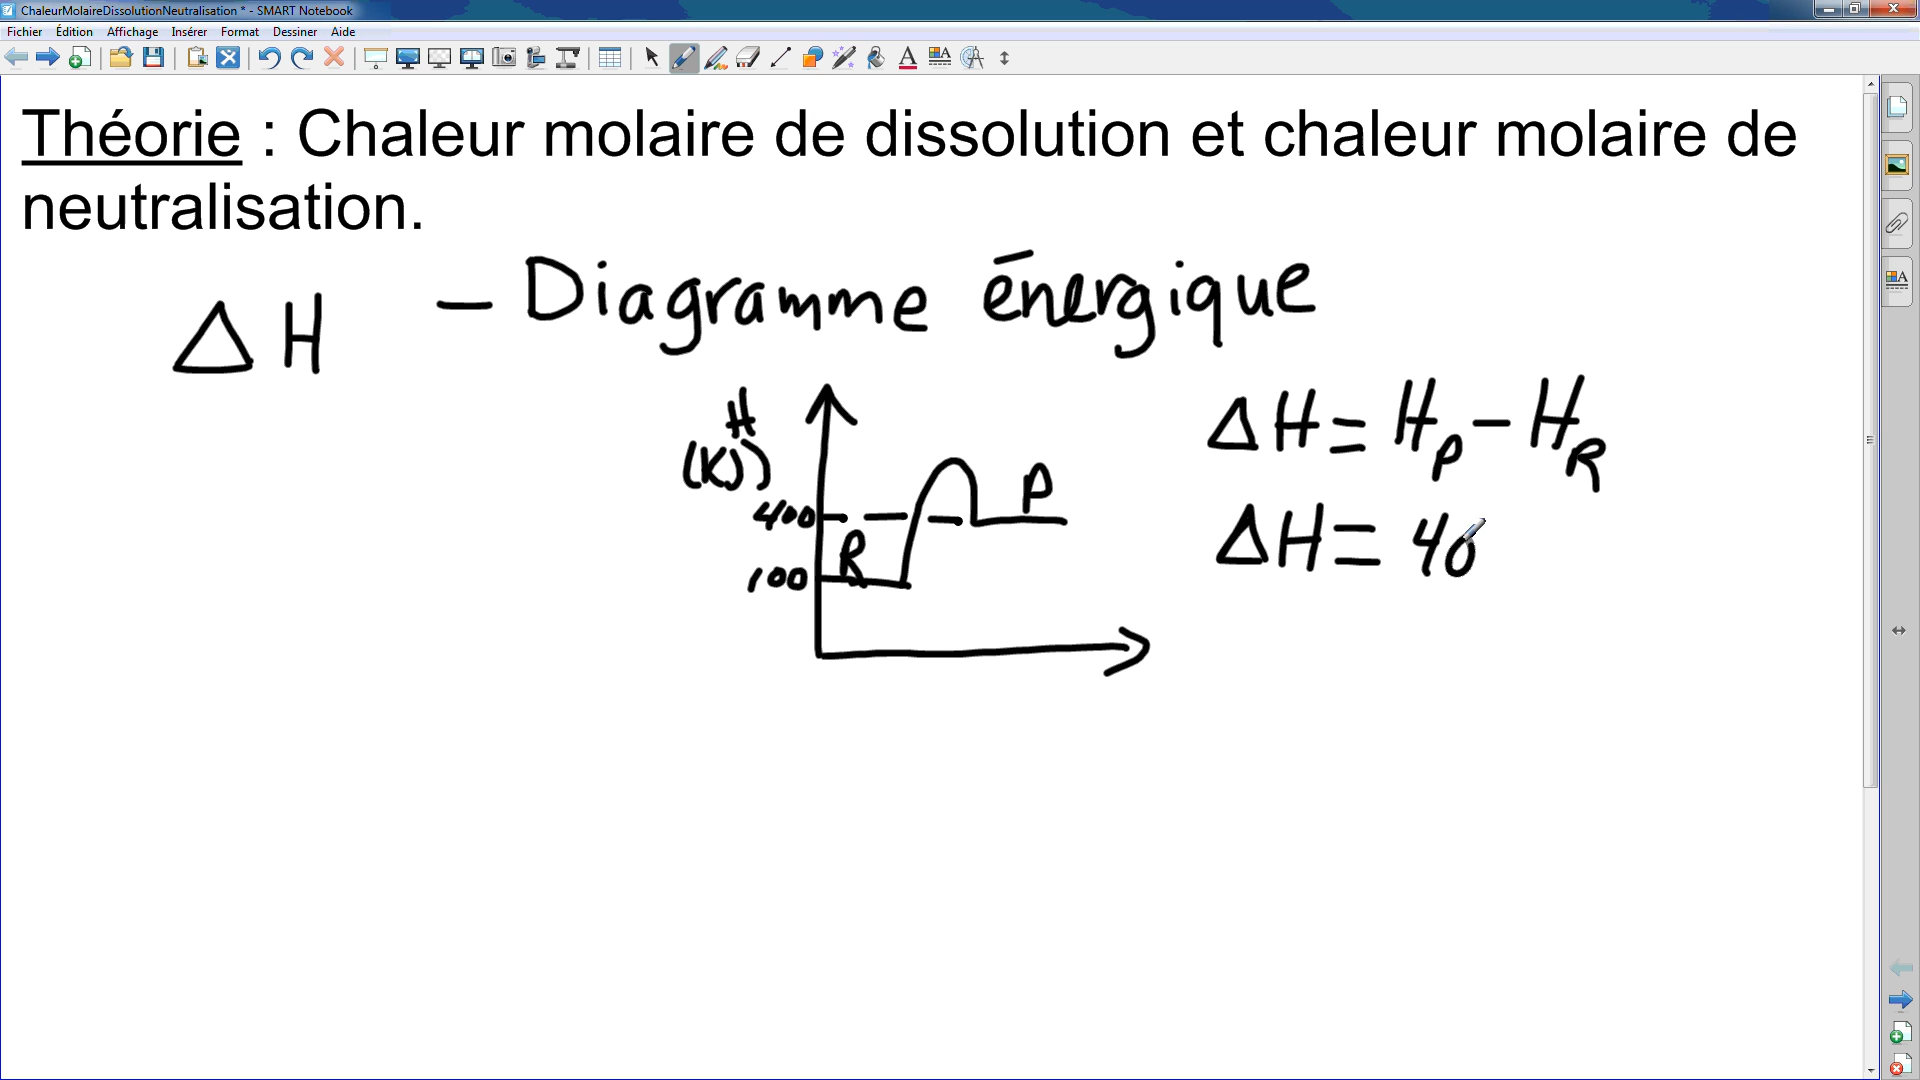 ChaleurMolaireDissolutionNeutralisation * - SMART Notebook
Fichier Édition Affichage Insérer Format Dessiner Aide
Théorie : Chaleur molaire de dissolution et chaleur molaire de
neutralisation.
ΔH – Diagramme énergique
H
(KJ)
400
100
R
P
ΔH = Hp - HR
ΔH = 40